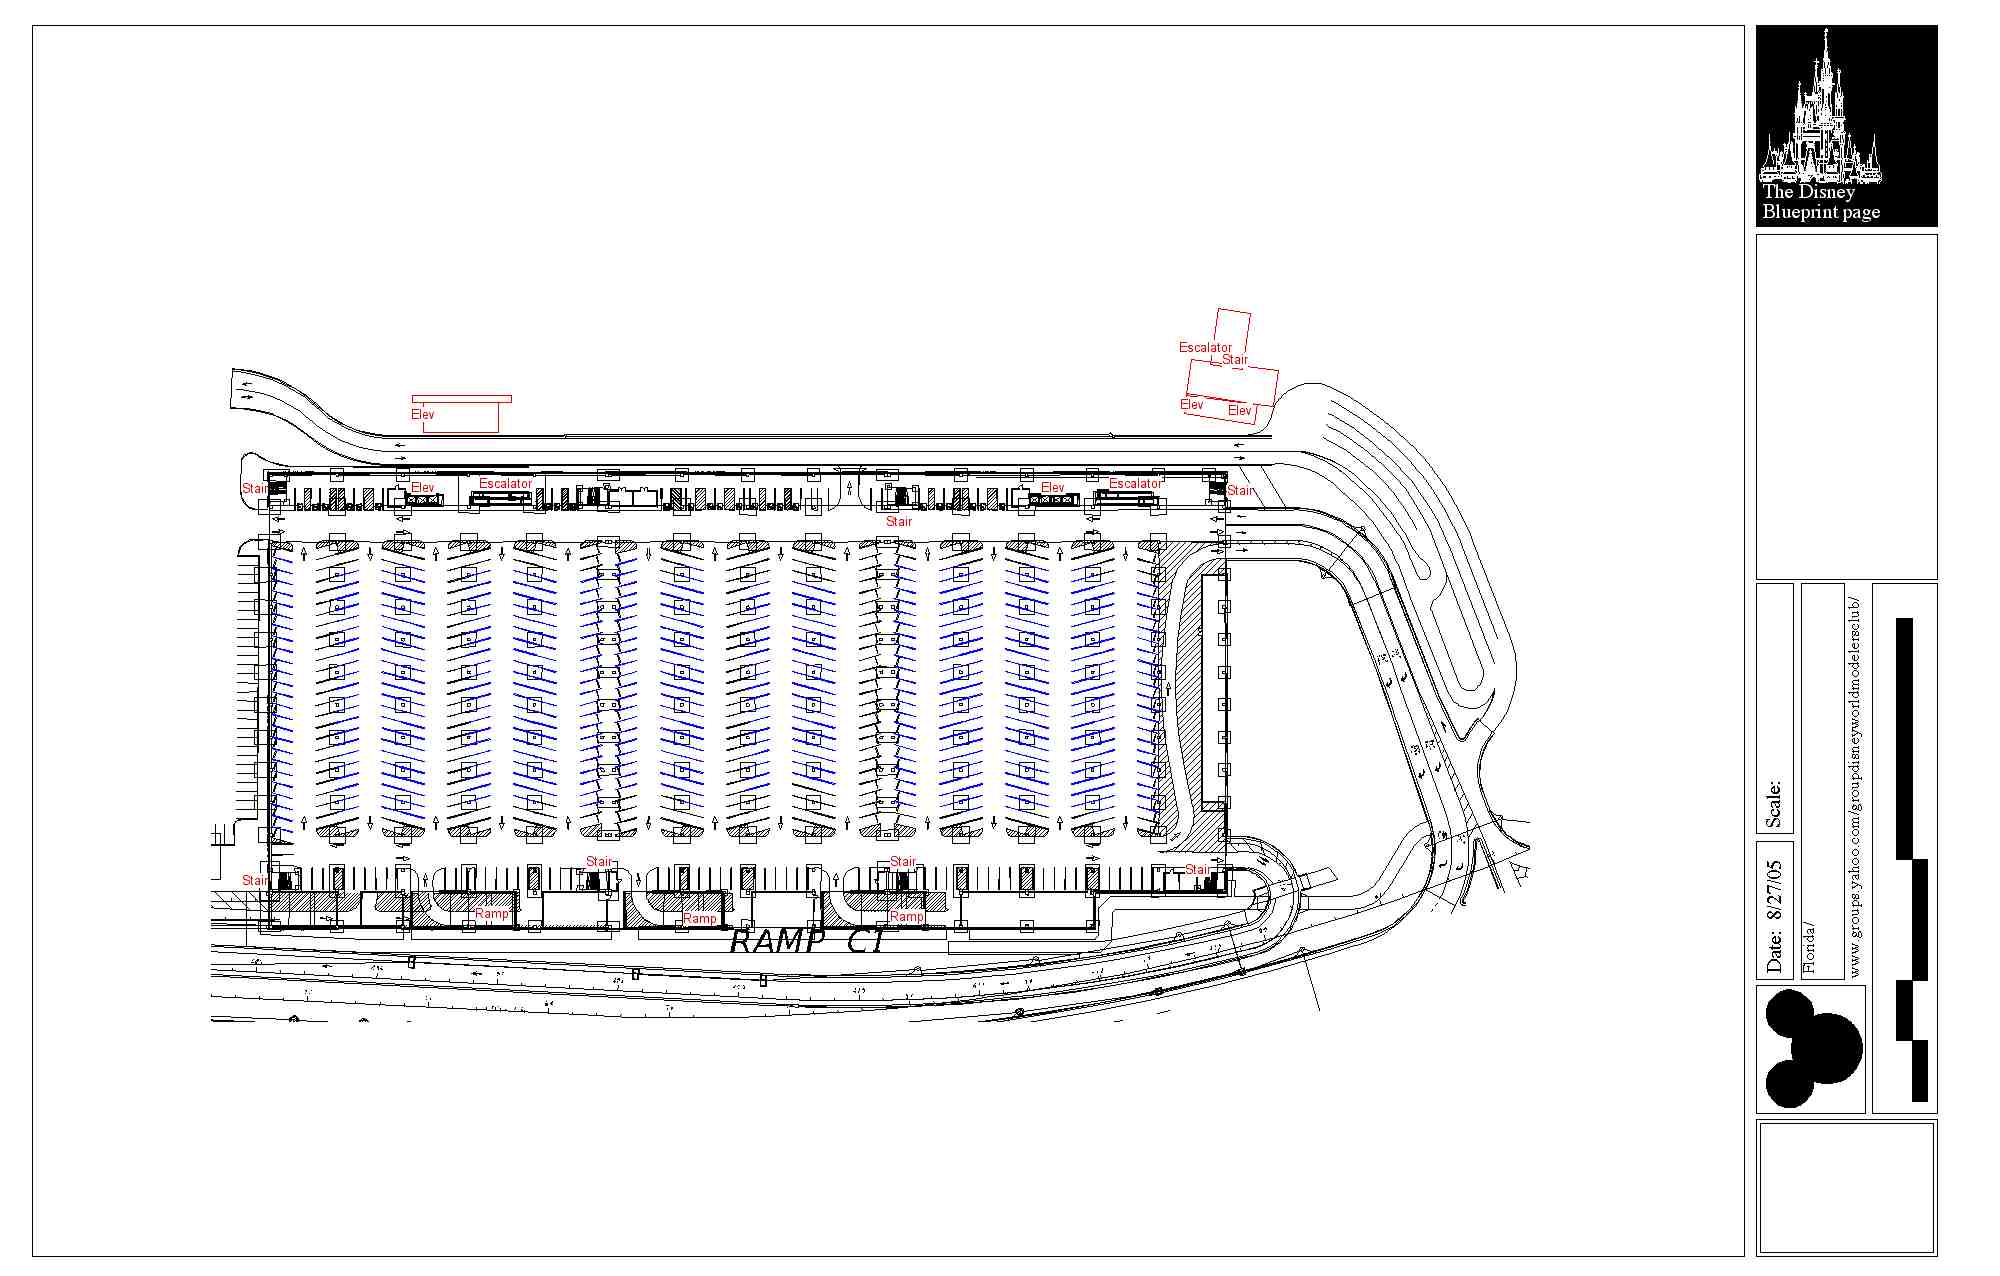 The Disney
Blueprint page
Escalator
Stair
Elev
Elev
Elev
Stair
Elev
Escalator
Elev
Escalator
Stair
Stair
Stair
Stair
Stair
Stair
Ramp
Ramp
Ramp
RAMP C1
Scale:
Date: 8/27/05
Florida/
www.groups.yahoo.com/groupdisneyworldmodelersclub/